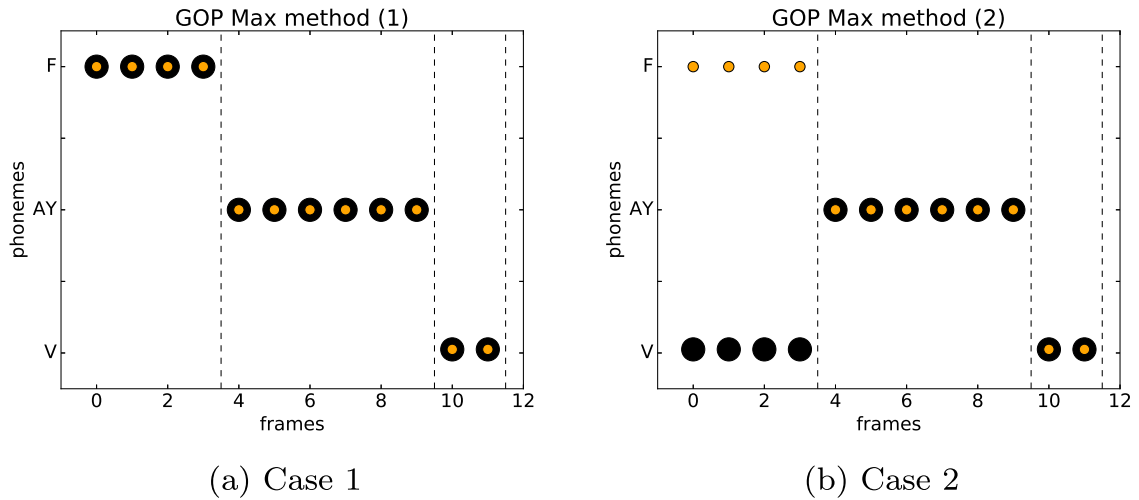 GOP Max method (1)
F
AY
V
phonemes
0 2 4 6 8 10 12
frames
(a) Case 1
GOP Max method (2)
F
AY
V
phonemes
0 2 4 6 8 10 12
frames
(b) Case 2